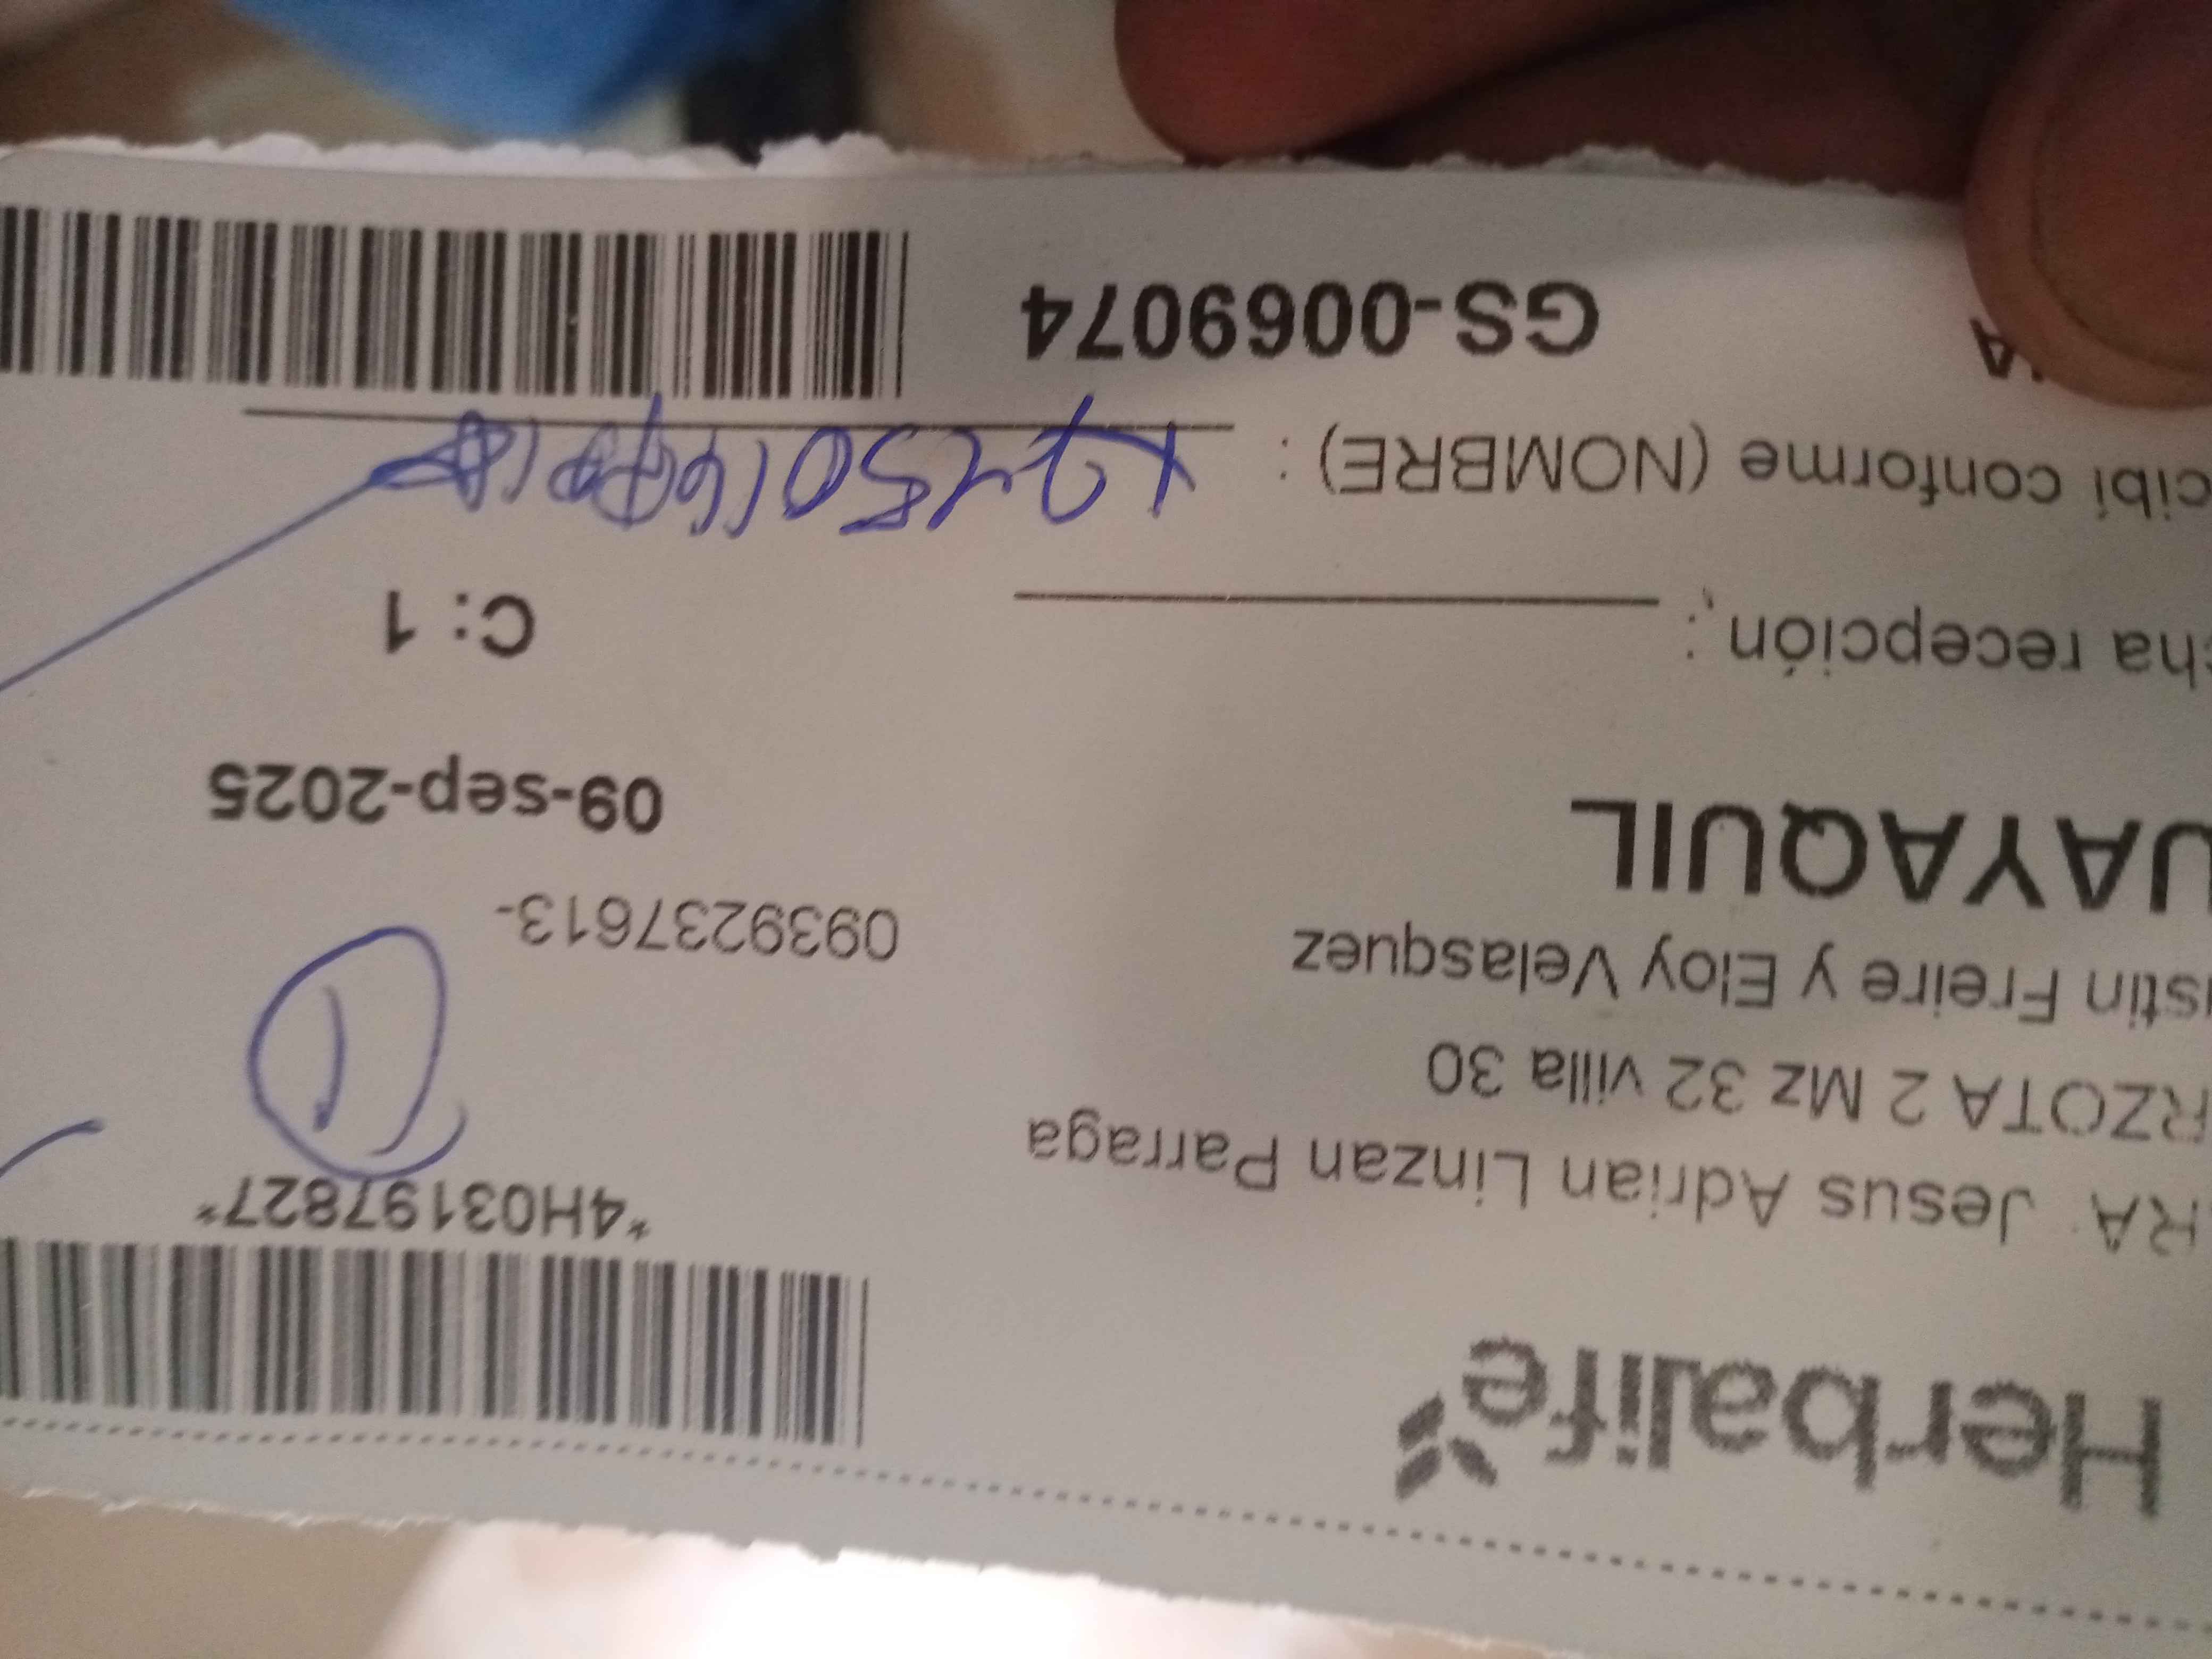 Herbalife
*4H03197827*
RA: Jesus Adrian Linzan Parraga
RZOTA 2 Mz 32 villa 30
stin Freire y Eloy Velasquez
0939237613-
UAYAQUIL
09-sep-2025
cha recepción :
C: 1
cibí conforme (NOMBRE) :
GS-0069074